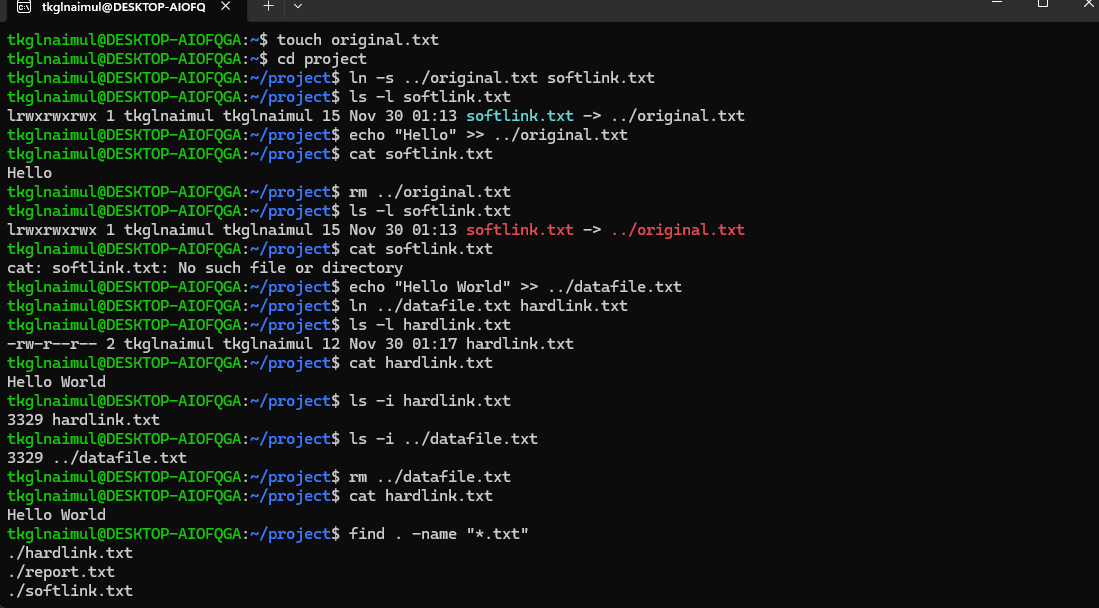 tkglnaimul@DESKTOP-AIOFQ
tkglnaimul@DESKTOP-AIOFQGA:~$ touch original.txt
tkglnaimul@DESKTOP-AIOFQGA:~$ cd project
tkglnaimul@DESKTOP-AIOFQGA:~/project$ ln -s ../original.txt softlink.txt
tkglnaimul@DESKTOP-AIOFQGA:~/project$ ls -l softlink.txt
lrwxrwxrwx 1 tkglnaimul tkglnaimul 15 Nov 30 01:13 softlink.txt -> ../original.txt
tkglnaimul@DESKTOP-AIOFQGA:~/project$ echo "Hello" >> ../original.txt
tkglnaimul@DESKTOP-AIOFQGA:~/project$ cat softlink.txt
Hello
tkglnaimul@DESKTOP-AIOFQGA:~/project$ rm ../original.txt
tkglnaimul@DESKTOP-AIOFQGA:~/project$ ls -l softlink.txt
lrwxrwxrwx 1 tkglnaimul tkglnaimul 15 Nov 30 01:13 softlink.txt -> ../original.txt
tkglnaimul@DESKTOP-AIOFQGA:~/project$ cat softlink.txt
cat: softlink.txt: No such file or directory
tkglnaimul@DESKTOP-AIOFQGA:~/project$ echo "Hello World" >> ../datafile.txt
tkglnaimul@DESKTOP-AIOFQGA:~/project$ ln ../datafile.txt hardlink.txt
tkglnaimul@DESKTOP-AIOFQGA:~/project$ ls -l hardlink.txt
-rw-r--r-- 2 tkglnaimul tkglnaimul 12 Nov 30 01:17 hardlink.txt
tkglnaimul@DESKTOP-AIOFQGA:~/project$ cat hardlink.txt
Hello World
tkglnaimul@DESKTOP-AIOFQGA:~/project$ ls -i hardlink.txt
3329 hardlink.txt
tkglnaimul@DESKTOP-AIOFQGA:~/project$ ls -i ../datafile.txt
3329 ../datafile.txt
tkglnaimul@DESKTOP-AIOFQGA:~/project$ rm ../datafile.txt
tkglnaimul@DESKTOP-AIOFQGA:~/project$ cat hardlink.txt
Hello World
tkglnaimul@DESKTOP-AIOFQGA:~/project$ find . -name "*.txt"
./hardlink.txt
./report.txt
./softlink.txt